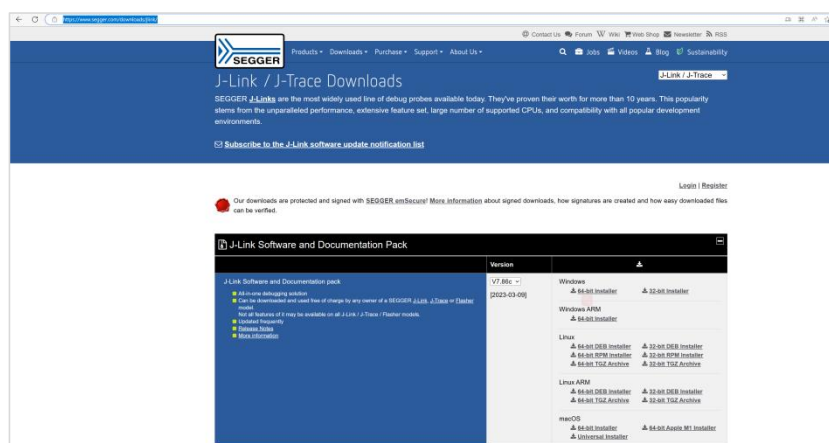 https://www.segger.com/downloads/jlink/
Contact Us Forum Wiki Web Shop Newsletter RSS
SEGGER
Products Downloads Purchase Support About Us
Jobs Videos Blog Sustainability
J-Link / J-Trace Downloads
J-Link / J-Trace
SEGGER J-Links are the most widely used line of debug probes available today. They've proven their worth for more than 10 years. This popularity
stems from the unparalleled performance, extensive feature set, large number of supported CPUs, and compatibility with all popular development
environments.
Subscribe to the J-Link software update notification list
Login | Register
Our downloads are protected and signed with SEGGER emSecure! More information about signed downloads, how signatures are created and how easy downloaded files
can be verified.
J-Link Software and Documentation Pack
Version
J-Link Software and Documentation pack
All-in-one debugging solution
Can be downloaded and used free of charge by any owner of a SEGGER J-Link, J-Trace or Flasher
model.
Not all features of it may be available on all J-Link / J-Trace / Flasher models.
Updated frequently
Release Notes
More information
V7.86c
[2023-03-09]
Windows
64-bit Installer 32-bit Installer
Windows ARM
64-bit Installer
Linux
64-bit DEB Installer 32-bit DEB Installer
64-bit RPM Installer 32-bit RPM Installer
64-bit TGZ Archive 32-bit TGZ Archive
Linux ARM
64-bit DEB Installer 32-bit DEB Installer
64-bit TGZ Archive 32-bit TGZ Archive
macOS
64-bit Installer 64-bit Apple M1 Installer
Universal Installer